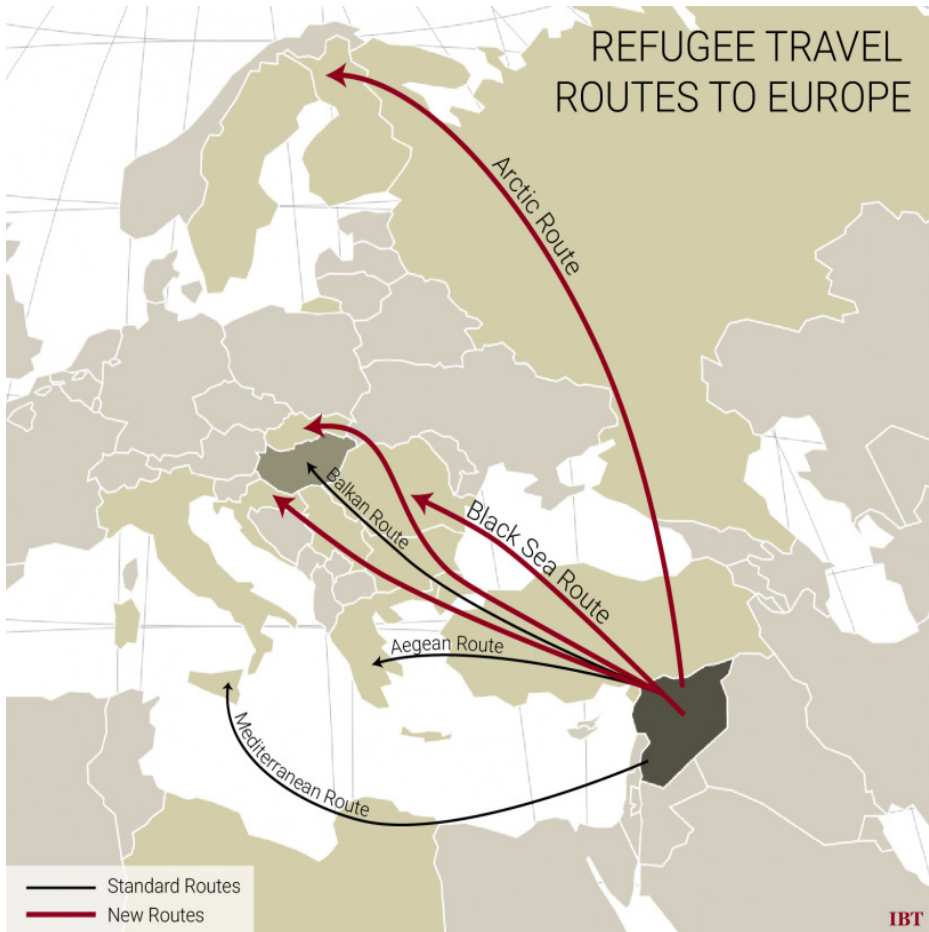 REFUGEE TRAVEL
ROUTES TO EUROPE
Arctic Route
Balkan Route
Black Sea Route
Aegean Route
Mediterranean Route
Standard Routes
New Routes
IBT